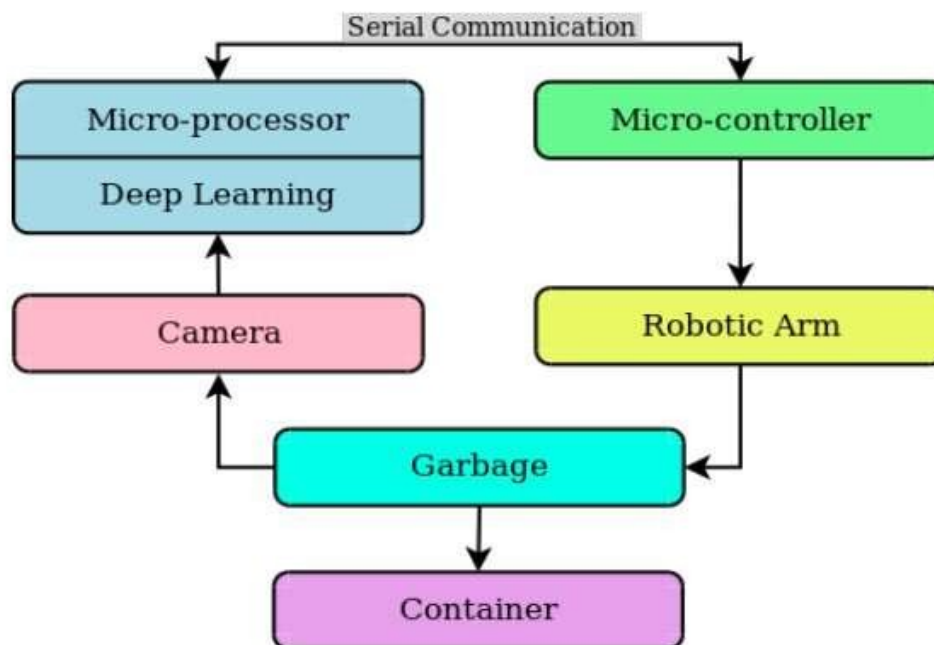 Serial Communication
Micro-processor
Micro-controller
Deep Learning
Camera
Robotic Arm
Garbage
Container